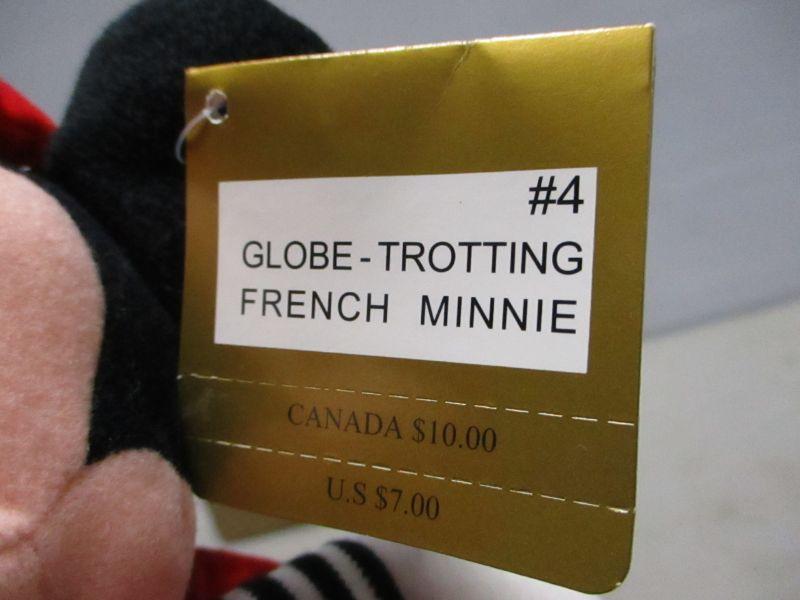 #4
GLOBE-TROTTING
FRENCH MINNIE
CANADA $10.00
U.S $7.00